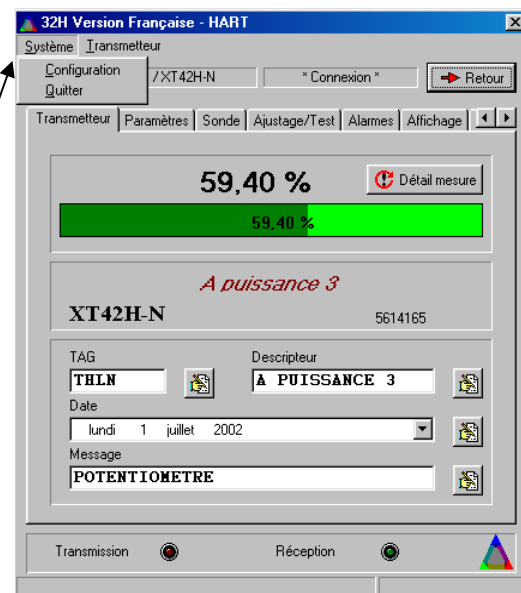 32H Version Française - HART
Système Transmetteur
Configuration
Quitter
/ XT42H-N
* Connexion *
Retour
Transmetteur Paramètres Sonde Ajustage/Test Alarmes Affichage
59,40 %
Détail mesure
59,40 %
A puissance 3
XT42H-N
5614165
TAG
Descripteur
THLN
A PUISSANCE 3
Date
lundi 1 juillet 2002
Message
POTENTIOMETRE
Transmission
Réception